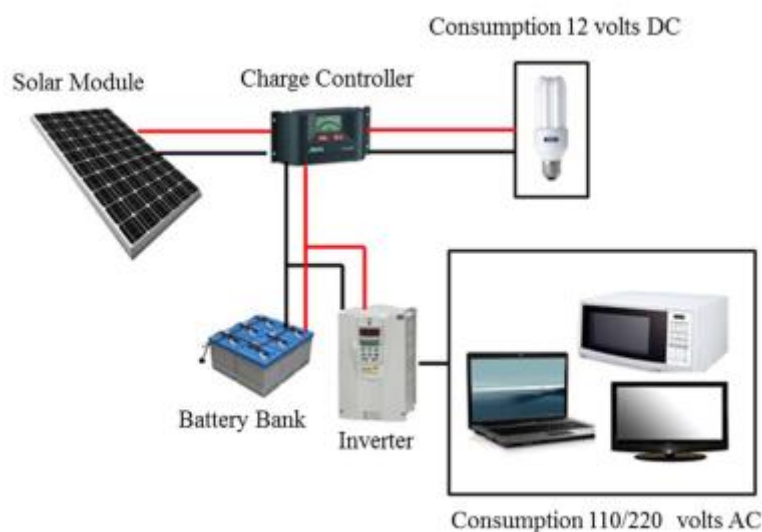 Consumption 12 volts DC
Solar Module
Charge Controller
Battery Bank
Inverter
Consumption 110/220 volts AC